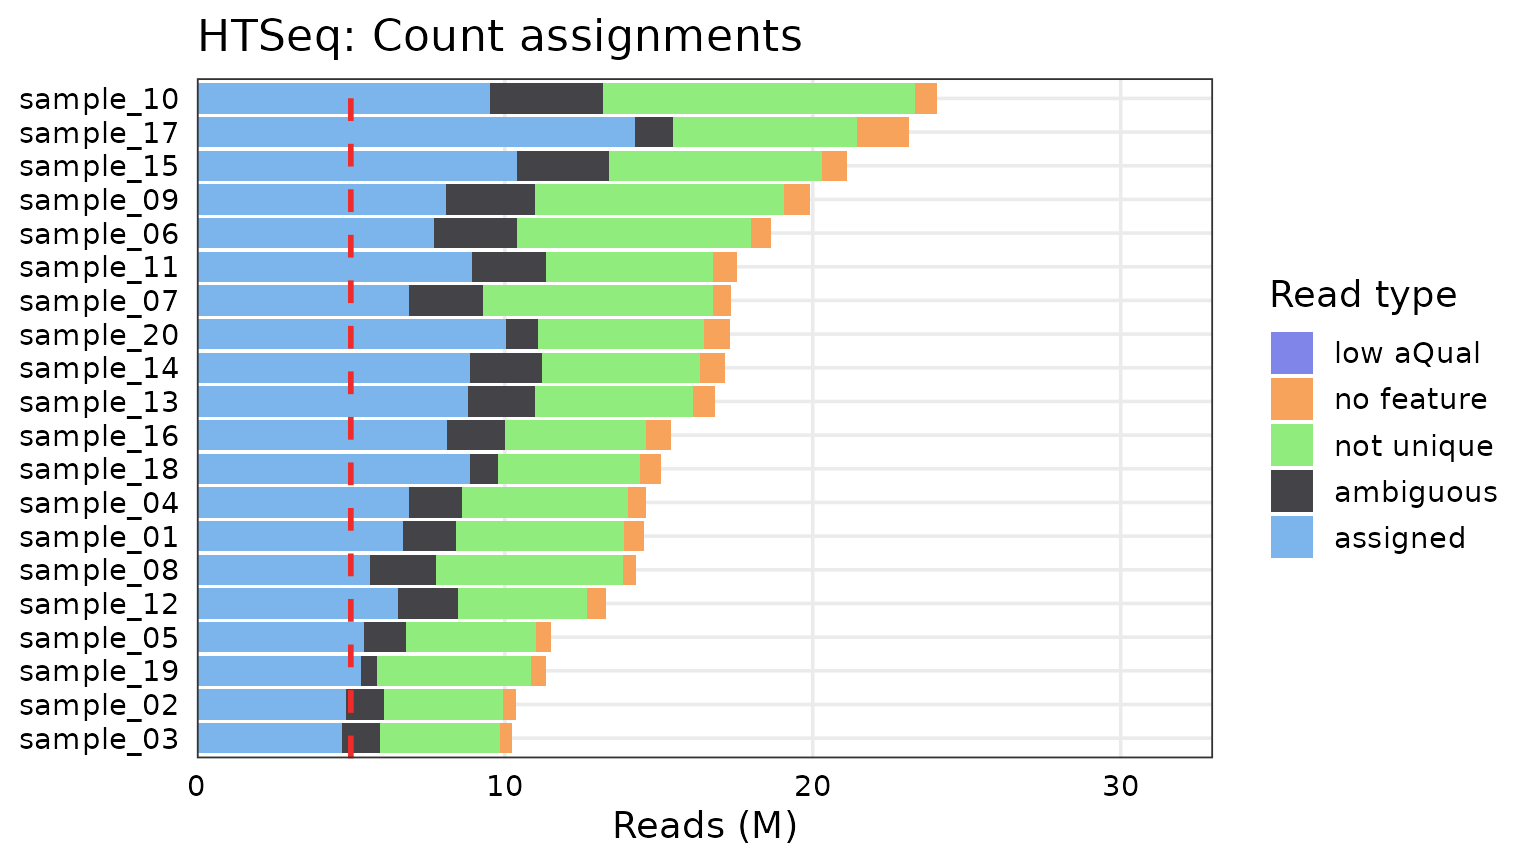 HTSeq: Count assignments
sample_10
sample_17
sample_15
sample_09
sample_06
sample_11
sample_07
sample_20
sample_14
sample_13
sample_16
sample_18
sample_04
sample_01
sample_08
sample_12
sample_05
sample_19
sample_02
sample_03
0 10 20 30
Reads (M)
Read type
low aQual
no feature
not unique
ambiguous
assigned